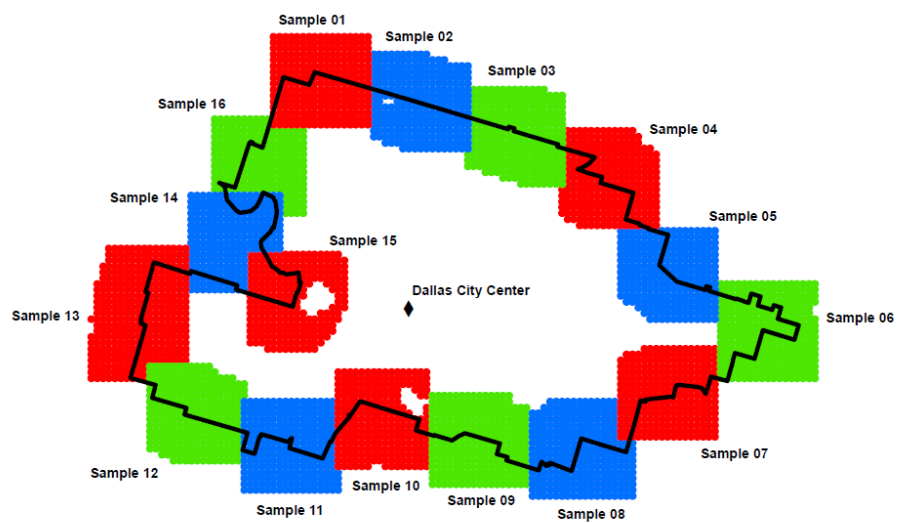 Sample 01
Sample 02
Sample 03
Sample 16
Sample 04
Sample 14
Sample 05
Sample 15
Dallas City Center
Sample 13
Sample 06
Sample 07
Sample 12
Sample 10
Sample 09
Sample 11
Sample 08